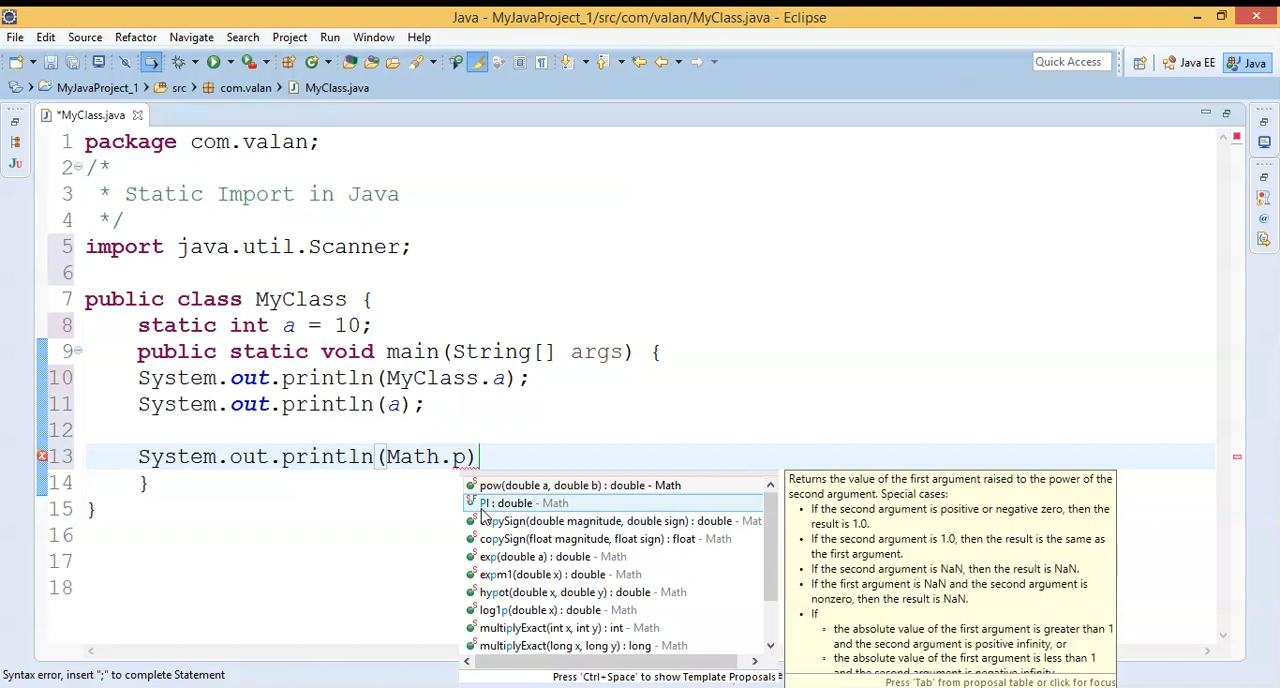 Java - MyJavaProject_1/src/com/valan/MyClass.java - Eclipse
File Edit Source Refactor Navigate Search Project Run Window Help
Quick Access Java EE Java
MyJavaProject_1 src com.valan MyClass.java
*MyClass.java
1 package com.valan;
2 /*
3 * Static Import in Java
4 */
5 import java.util.Scanner;
6
7 public class MyClass {
8 static int a = 10;
9 public static void main(String[] args) {
10 System.out.println(MyClass.a);
11 System.out.println(a);
12
13 System.out.println(Math.p)
14 }
15 }
16
17
18
pow(double a, double b) : double - Math
PI : double - Math
copySign(double magnitude, double sign) : double - Mat
copySign(float magnitude, float sign) : float - Math
exp(double a) : double - Math
expm1(double x) : double - Math
hypot(double x, double y) : double - Math
log1p(double x) : double - Math
multiplyExact(int x, int y) : int - Math
multiplyExact(long x, long y) : long - Math
Press 'Ctrl+Space' to show Template Proposals
Returns the value of the first argument raised to the power of the
second argument. Special cases:
• If the second argument is positive or negative zero, then the
result is 1.0.
• If the second argument is 1.0, then the result is the same as
the first argument.
• If the second argument is NaN, then the result is NaN.
• If the first argument is NaN and the second argument is
nonzero, then the result is NaN.
• If
◦ the absolute value of the first argument is greater than 1
and the second argument is positive infinity, or
◦ the absolute value of the first argument is less than 1
and the second argument is negative infinity,
Press 'Tab' from proposal table or click for focus
Syntax error, insert ";" to complete Statement